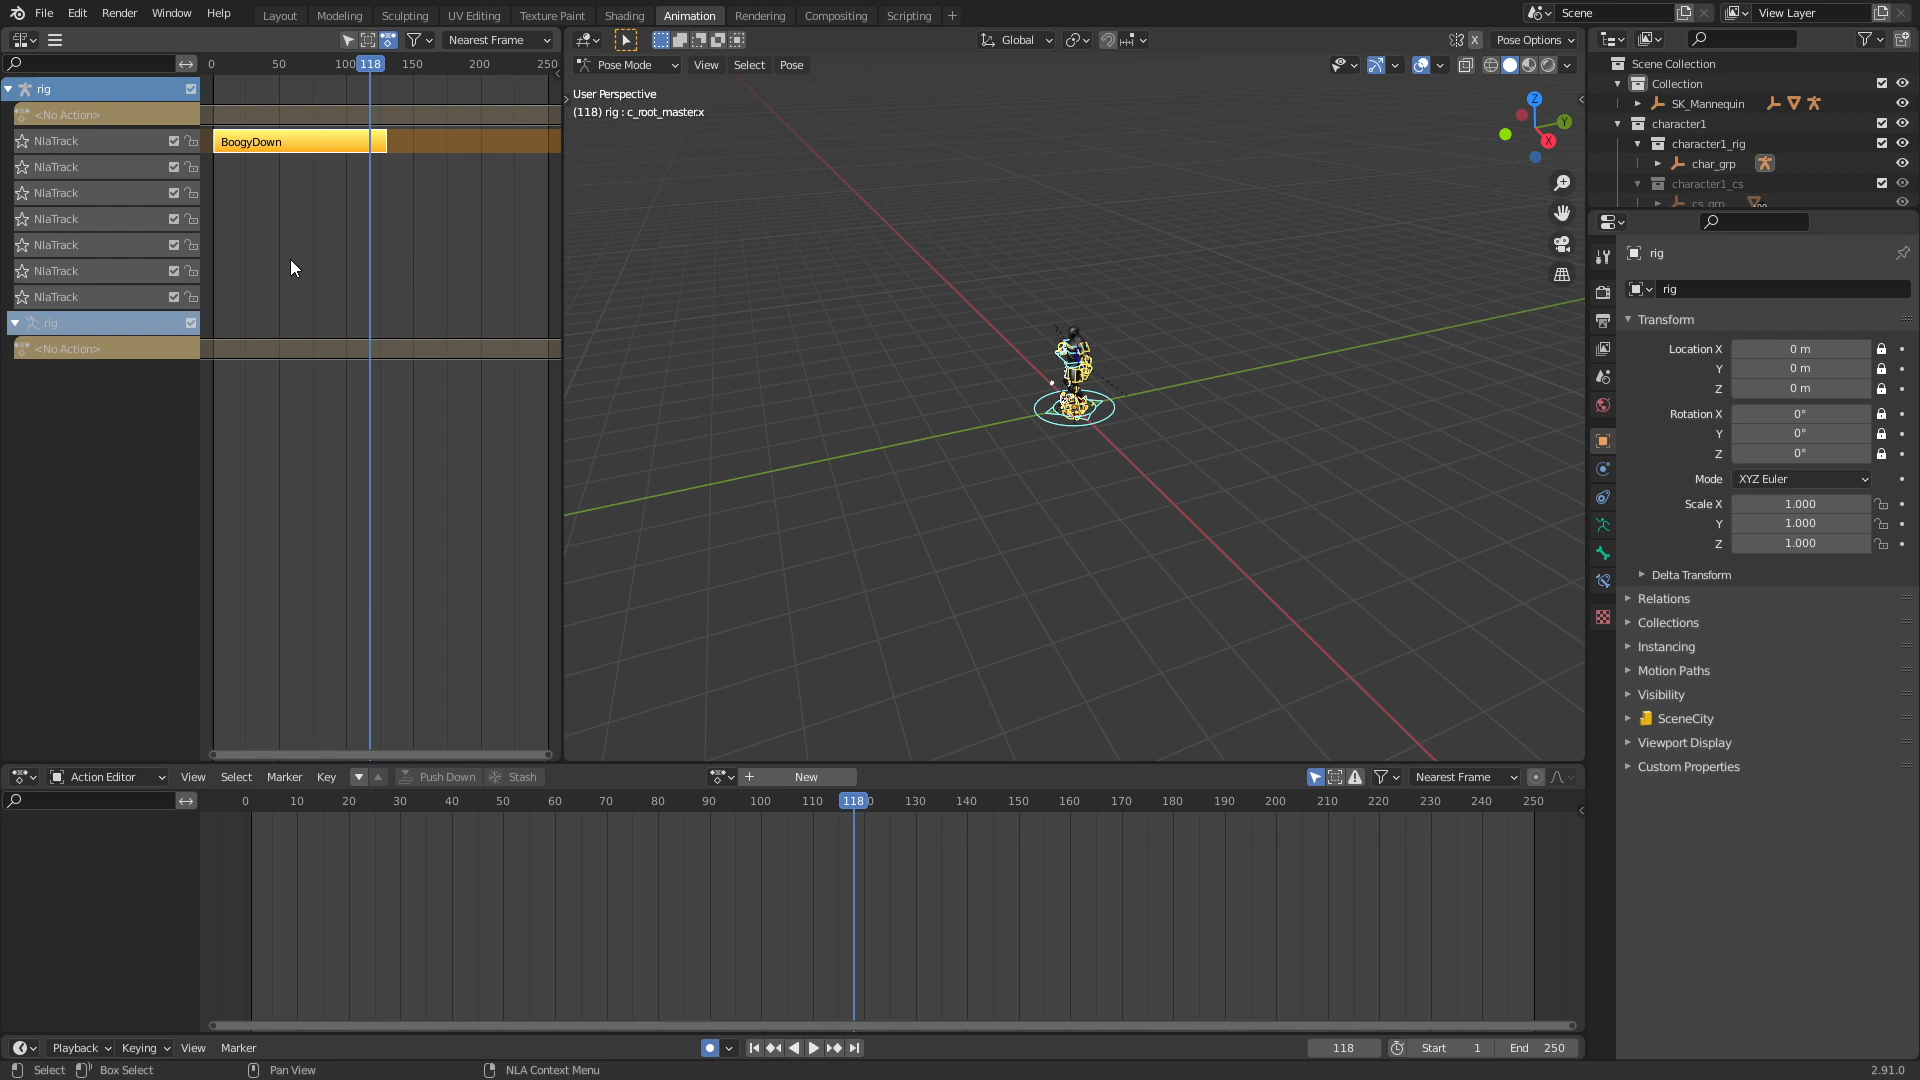 File Edit Render Window Help
Layout Modeling Sculpting UV Editing Texture Paint Shading Animation Rendering Compositing Scripting +
Scene
View Layer
Nearest Frame
Global
X
Pose Options
0 50 100 118 150 200 250
Pose Mode View Select Pose
rig
<No Action>
NlaTrack
BoogyDown
NlaTrack
NlaTrack
NlaTrack
NlaTrack
NlaTrack
NlaTrack
rig
<No Action>
User Perspective
(118) rig : c_root_master.x
Z
Y
X
Scene Collection
Collection
SK_Mannequin
character1
character1_rig
char_grp
character1_cs
cs_grp
rig
rig
Transform
Location X 0 m
Y 0 m
Z 0 m
Rotation X 0°
Y 0°
Z 0°
Mode XYZ Euler
Scale X 1.000
Y 1.000
Z 1.000
Delta Transform
Relations
Collections
Instancing
Motion Paths
Visibility
SceneCity
Viewport Display
Custom Properties
Action Editor View Select Marker Key Push Down Stash + New Nearest Frame
0 10 20 30 40 50 60 70 80 90 100 110 118 130 140 150 160 170 180 190 200 210 220 230 240 250
Playback Keying View Marker 118 Start 1 End 250
Select Box Select Pan View NLA Context Menu 2.91.0